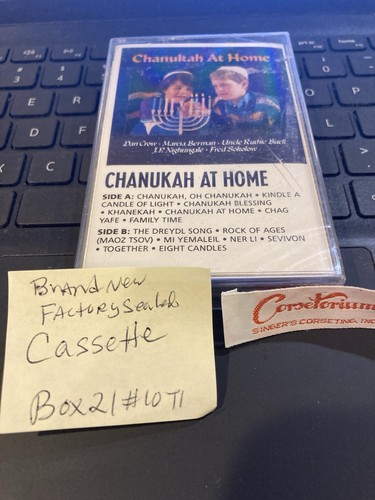 Chanukah At Home
Dan Crow • Marcia Berman • Uncle Ruthie Buell
J.P. Nightingale • Fred Sokolow
CHANUKAH AT HOME
SIDE A: CHANUKAH, OH CHANUKAH • KINDLE A
CANDLE OF LIGHT • CHANUKAH BLESSING
• KHANEKAH • CHANUKAH AT HOME • CHAG
YAFE • FAMILY TIME
SIDE B: THE DREYDL SONG • ROCK OF AGES
(MAOZ TSOV) • MI YEMALEIL • NER LI • SEVIVON
• TOGETHER • EIGHT CANDLES
Brand New
Factory Sealed
Cassette
Box 21 #10 T1
Corsetorium
SINGER'S CORSETING, INC.
E
R
D
F
C
3
4
O
P
home